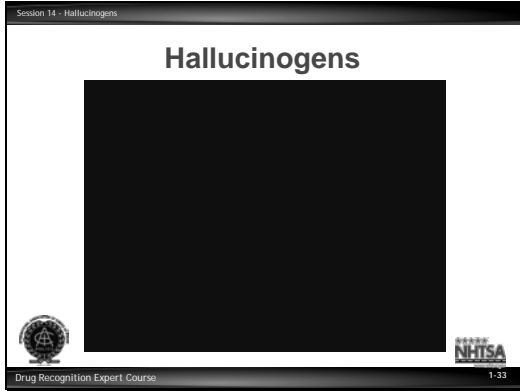 Session 14 - Hallucinogens
Hallucinogens
NHTSA
Drug Recognition Expert Course
1-33